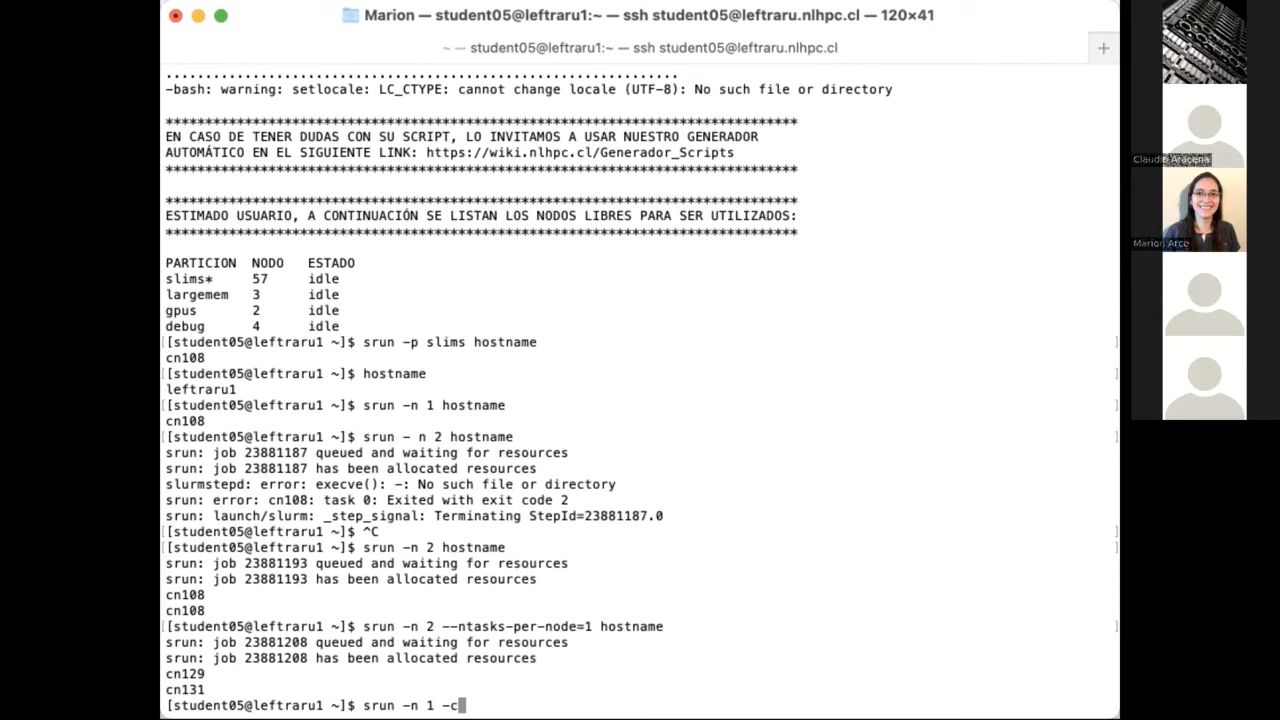 Marion — student05@leftraru1:~ — ssh student05@leftraru.nlhpc.cl — 120×41
~ — student05@leftraru1:~ — ssh student05@leftraru.nlhpc.cl
+
.................................................................
-bash: warning: setlocale: LC_CTYPE: cannot change locale (UTF-8): No such file or directory
********************************************************************************
EN CASO DE TENER DUDAS CON SU SCRIPT, LO INVITAMOS A USAR NUESTRO GENERADOR
AUTOMÁTICO EN EL SIGUIENTE LINK: https://wiki.nlhpc.cl/Generador_Scripts
********************************************************************************
********************************************************************************
ESTIMADO USUARIO, A CONTINUACIÓN SE LISTAN LOS NODOS LIBRES PARA SER UTILIZADOS:
********************************************************************************
PARTICION NODO ESTADO
slims* 57 idle
largemem 3 idle
gpus 2 idle
debug 4 idle
[[student05@leftraru1 ~]$ srun -p slims hostname ]
cn108
[[student05@leftraru1 ~]$ hostname ]
leftraru1
[[student05@leftraru1 ~]$ srun -n 1 hostname ]
cn108
[[student05@leftraru1 ~]$ srun - n 2 hostname ]
srun: job 23881187 queued and waiting for resources
srun: job 23881187 has been allocated resources
slurmstepd: error: execve(): -: No such file or directory
srun: error: cn108: task 0: Exited with exit code 2
srun: launch/slurm: _step_signal: Terminating StepId=23881187.0
[[student05@leftraru1 ~]$ ^C ]
[[student05@leftraru1 ~]$ srun -n 2 hostname ]
srun: job 23881193 queued and waiting for resources
srun: job 23881193 has been allocated resources
cn108
cn108
[[student05@leftraru1 ~]$ srun -n 2 --ntasks-per-node=1 hostname ]
srun: job 23881208 queued and waiting for resources
srun: job 23881208 has been allocated resources
cn129
cn131
[student05@leftraru1 ~]$ srun -n 1 -c
Claudio Aracena
Marion Arce